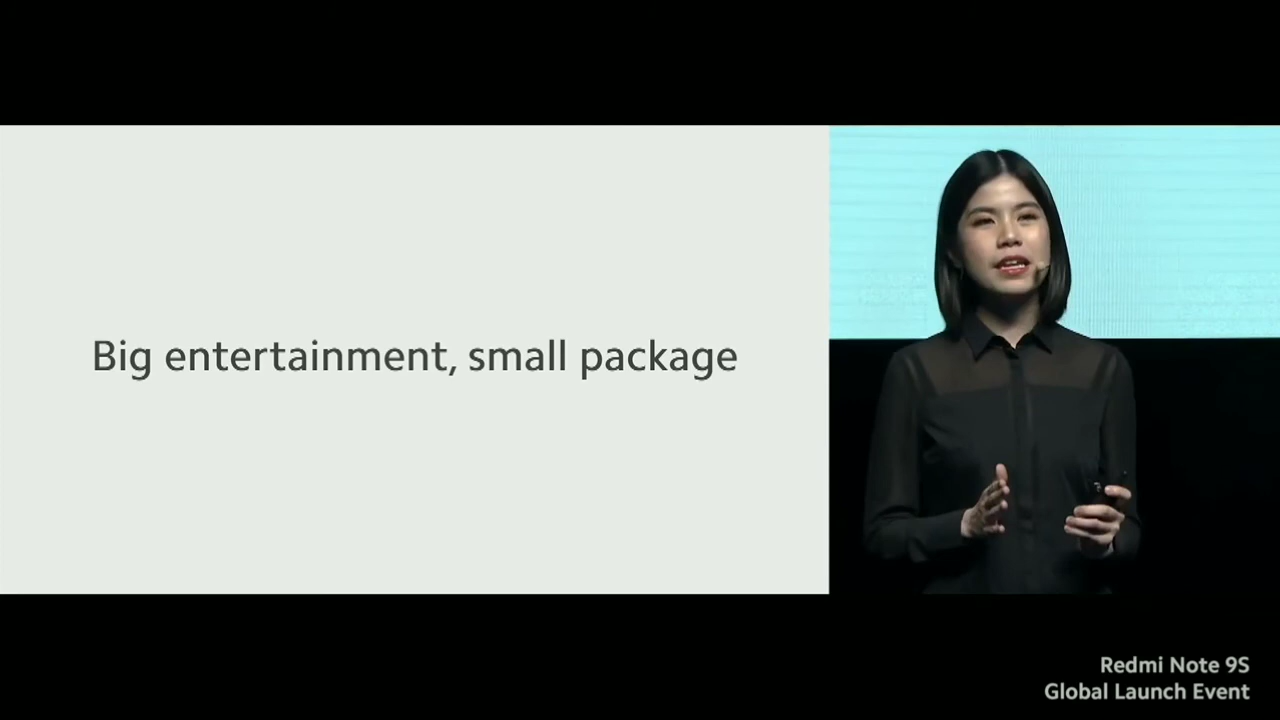 Big entertainment, small package
Redmi Note 9S
Global Launch Event